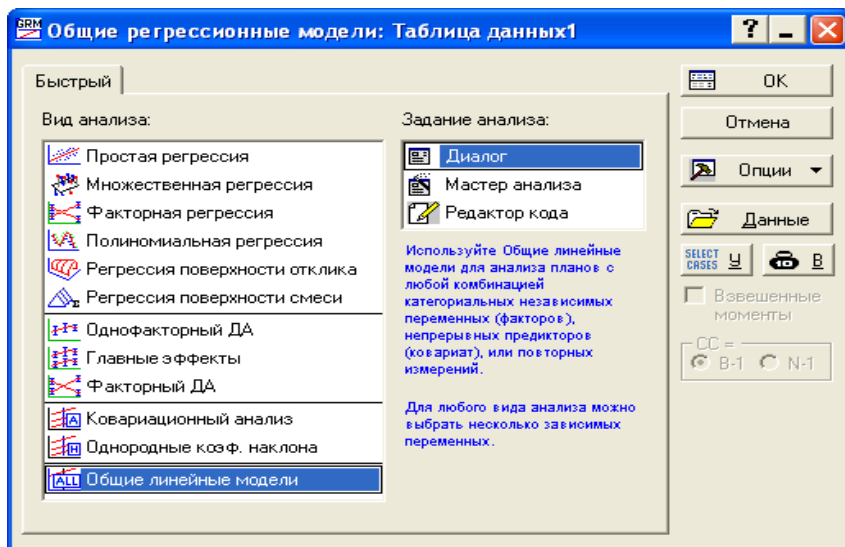 GRM Общие регрессионные модели: Таблица данных1
Быстрый
Вид анализа:
Простая регрессия
Множественная регрессия
Факторная регрессия
Полиномиальная регрессия
Регрессия поверхности отклика
Регрессия поверхности смеси
Однофакторный ДА
Главные эффекты
Факторный ДА
A Ковариационный анализ
H Однородные коэф. наклона
ALL Общие линейные модели
Задание анализа:
Диалог
Мастер анализа
Редактор кода
Используйте Общие линейные
модели для анализа планов с
любой комбинацией
категориальных независимых
переменных (факторов),
непрерывных предикторов
(ковариат), или повторных
измерений.
Для любого вида анализа можно
выбрать несколько зависимых
переменных.
OK
Отмена
Опции
Данные
SELECT CASES У
В
Взвешенные
моменты
СС =
В-1 N-1